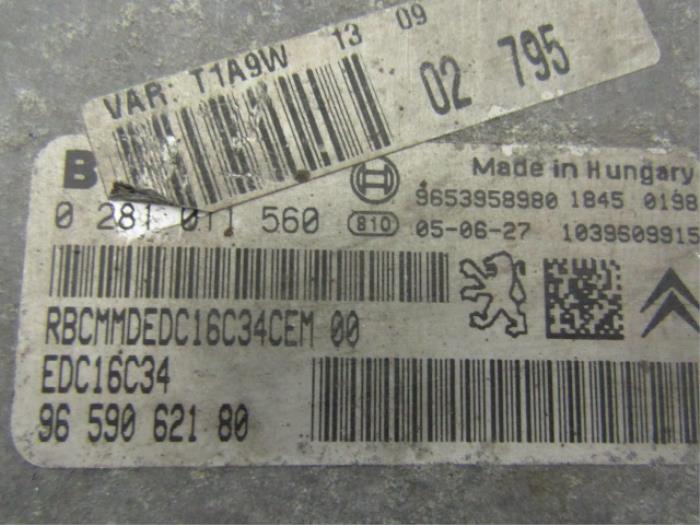 VAR: T1A9W 13 09
02 795
B
Made in Hungary
9653958980 1845 0198
0 281 011 560 810 05-06-27 1039S09915
RBCMMDEDC16C34CEM 00
EDC16C34
96 590 621 80